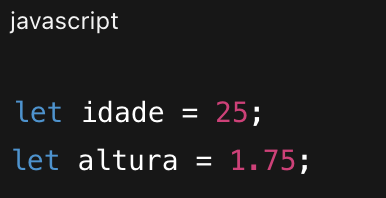 javascript
let idade = 25;
let altura = 1.75;